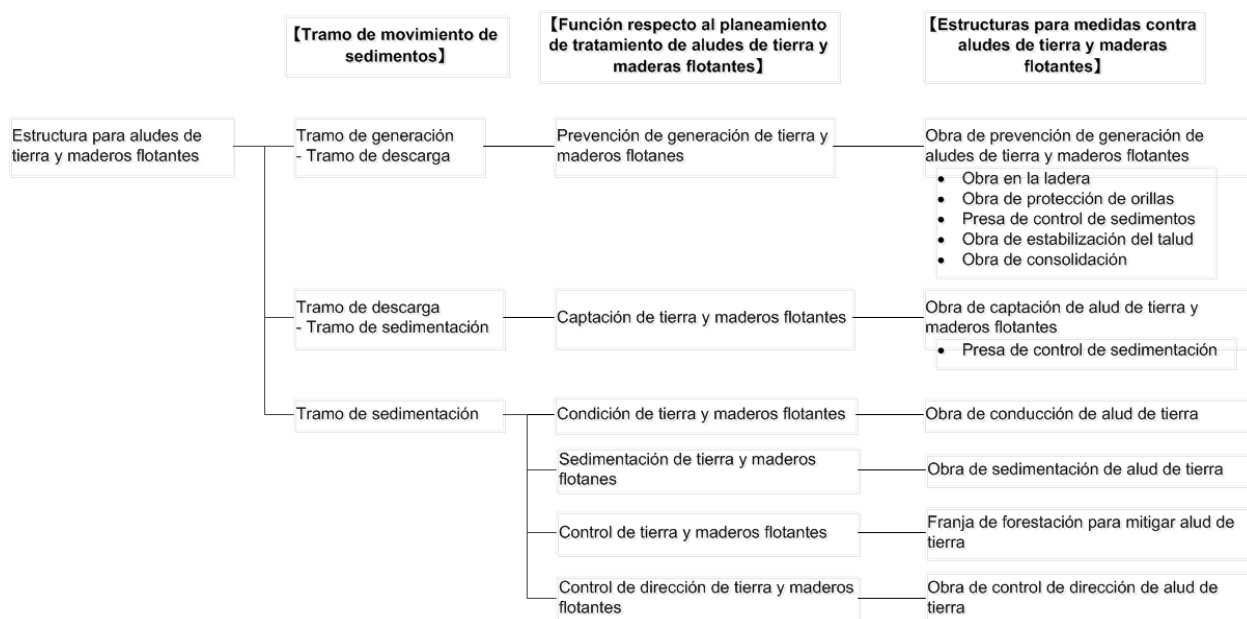 【Tramo de movimiento de
sedimentos】
【Función respecto al planeamiento
de tratamiento de aludes de tierra y
maderas flotantes】
【Estructuras para medidas contra
aludes de tierra y maderas
flotantes】
Estructura para aludes de
tierra y maderos flotantes
Tramo de generación
- Tramo de descarga
Prevención de generación de tierra y
maderos flotanes
Obra de prevención de generación de
aludes de tierra y maderos flotantes
• Obra en la ladera
• Obra de protección de orillas
• Presa de control de sedimentos
• Obra de estabilización del talud
• Obra de consolidación
Tramo de descarga
- Tramo de sedimentación
Captación de tierra y maderos flotantes
Obra de captación de alud de tierra y
maderos flotantes
• Presa de control de sedimentación
Tramo de sedimentación
Condición de tierra y maderos flotantes
Obra de conducción de alud de tierra
Sedimentación de tierra y maderos
flotanes
Obra de sedimentación de alud de tierra
Control de tierra y maderos flotantes
Franja de forestación para mitigar alud de
tierra
Control de dirección de tierra y maderos
flotantes
Obra de control de dirección de alud de
tierra